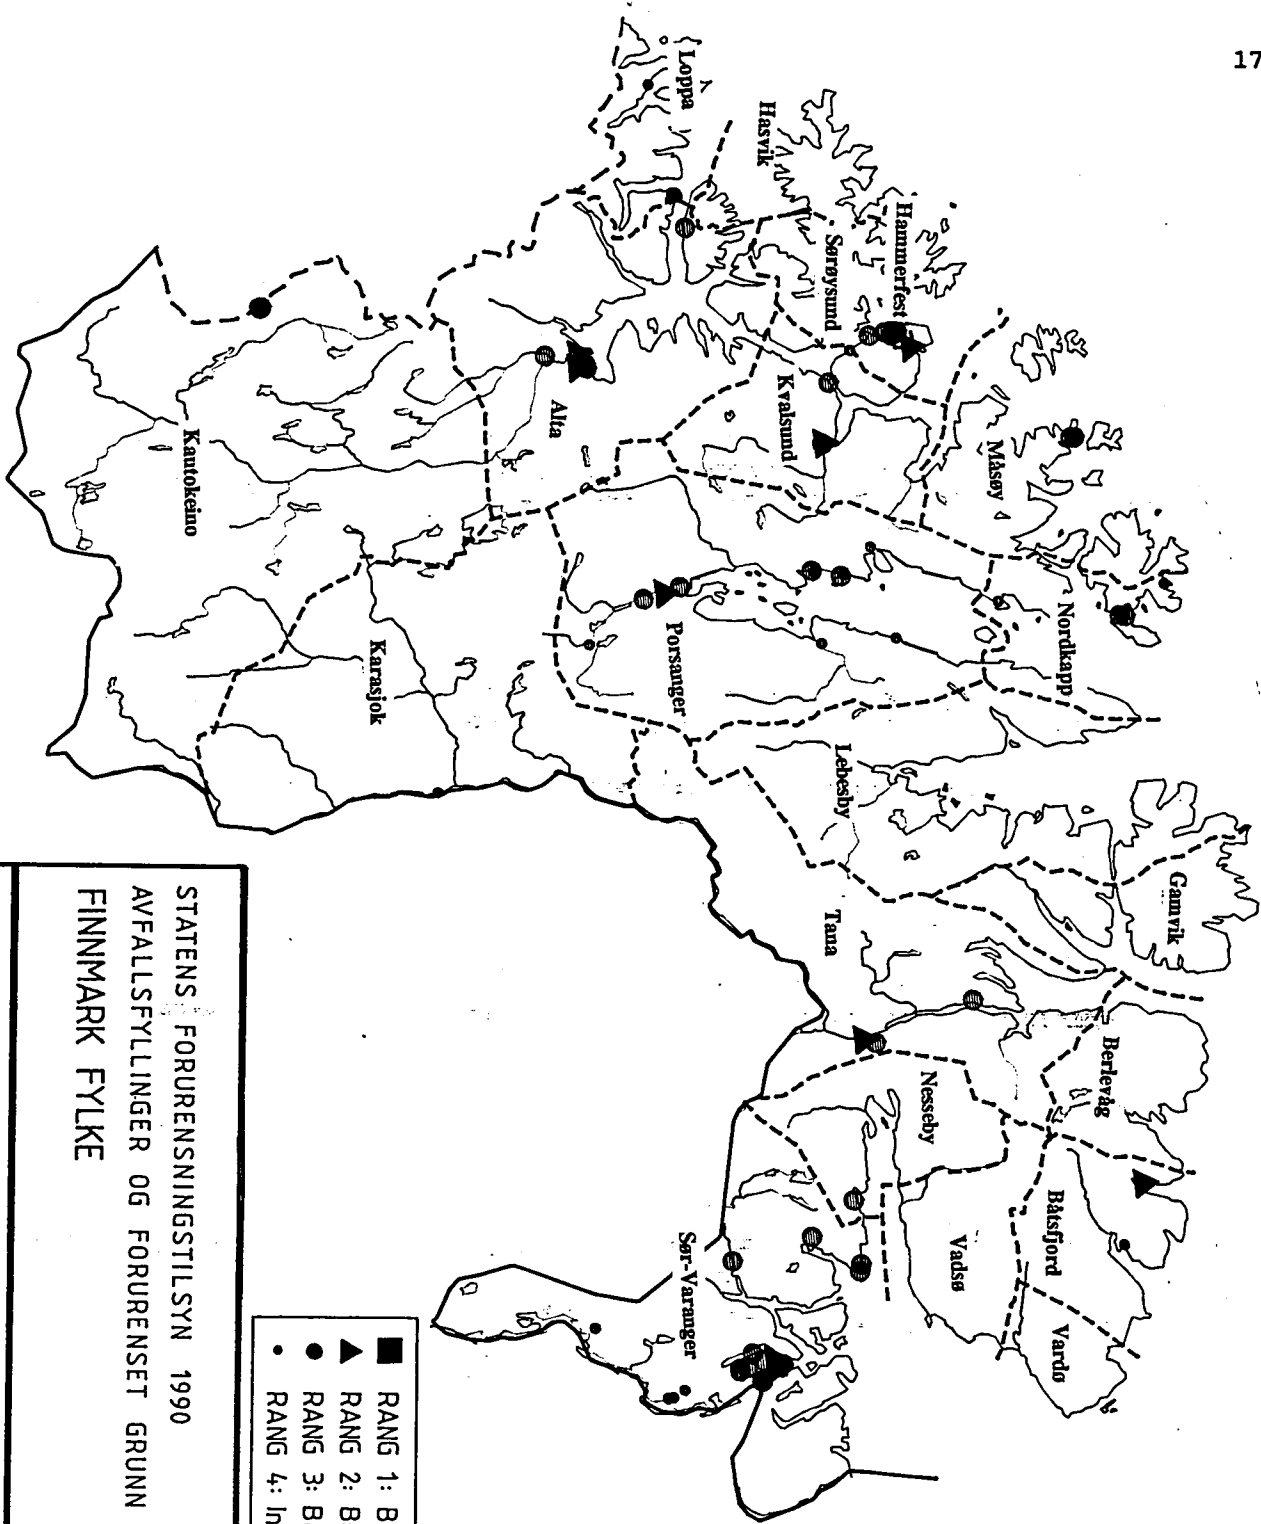 17
Loppa
Hasvik
Hammerfest
Sørøysund
Kvalsund
Måsøy
Nordkapp
Alta
Kautokeino
Karasjok
Porsanger
Lebesby
Gamvik
Tana
Berlevåg
Nesseby
Båtsfjord
Vadsø
Vardø
Sør-Varanger
RANG 1: B
RANG 2: B
RANG 3: B
RANG 4: In
STATENS FORURENSNINGSTILSYN 1990
AVFALLSFYLLINGER OG FORURENSET GRUNN
FINNMARK FYLKE